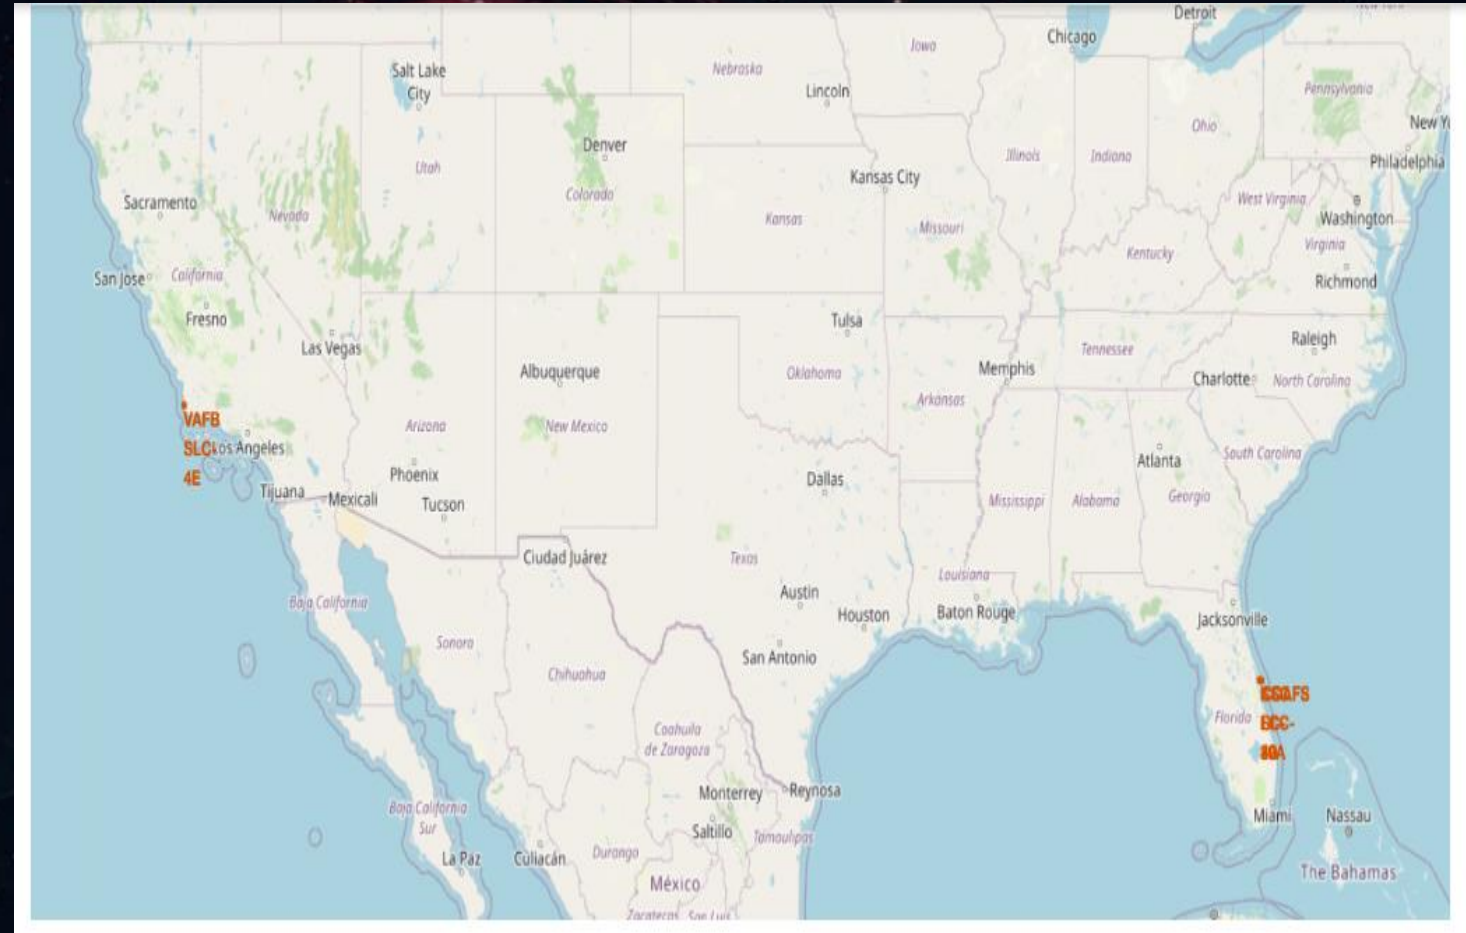 Detroit
Chicago
Iowa
Salt Lake
City
Nebraska
Lincoln
Pennsylvania
New Y
Ohio
Denver
Philadelphia
Utah
Illinois
Indiana
Kansas City
Colorado
West Virginia
Sacramento
Nevada
Kansas
Missouri
Washington
Virginia
Kentucky
San Jose
California
Richmond
Fresno
Tulsa
Las Vegas
Raleigh
Tennessee
Albuquerque
Oklahoma
Memphis
Charlotte
North Carolina
Arkansas
VAFB
Arizona
New Mexico
SLC-
Los Angeles
South Carolina
Atlanta
4E
Phoenix
Dallas
Tijuana
Mexicali
Tucson
Mississippi
Alabama
Georgia
Ciudad Juárez
Texas
Louisiana
Baja California
Austin
Houston
Baton Rouge
Jacksonville
Sonora
San Antonio
Chihuahua
Florida
Coahuila
de Zaragoza
Monterrey
Reynosa
Baja California
Sur
Saltillo
Tamaulipas
Miami
Nassau
La Paz
Culiacán
Durango
México
The Bahamas
Zacatecas
San Luis